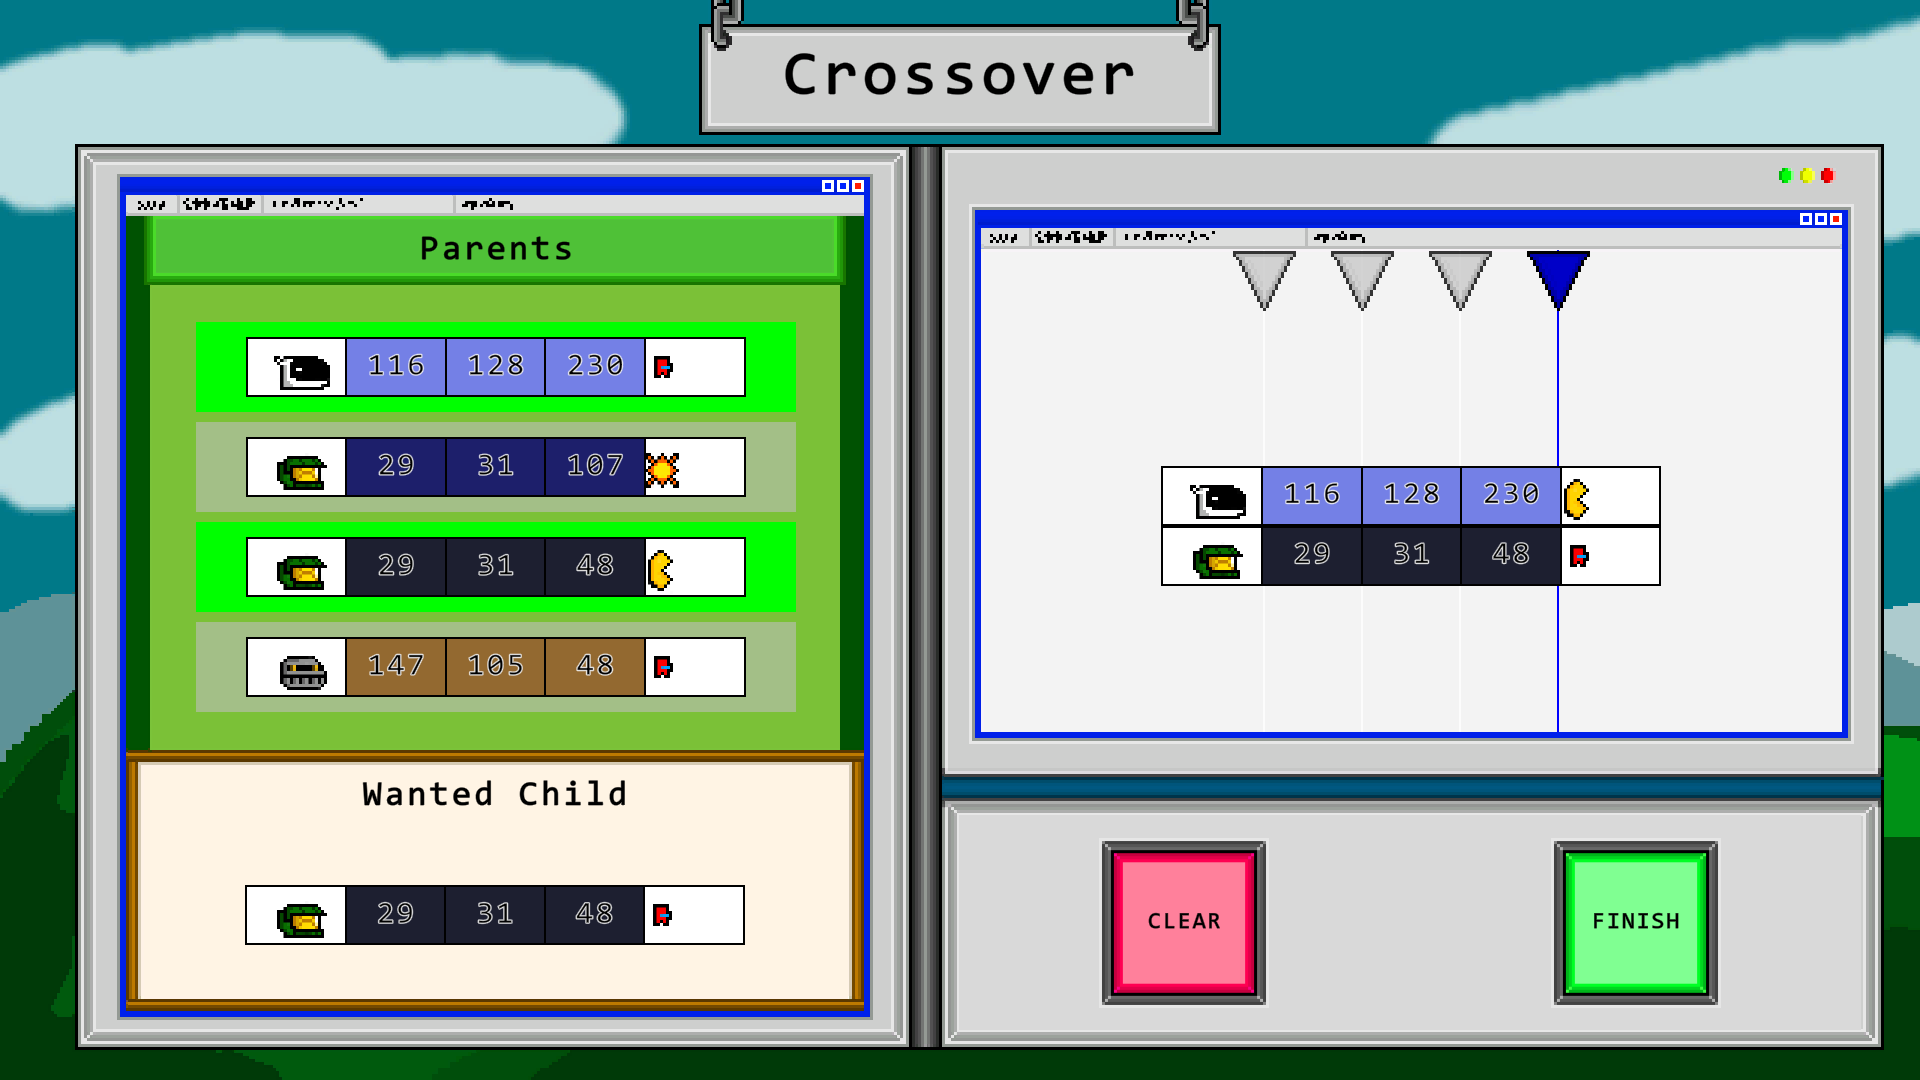 Crossover
Parents
116 128 230
29 31 107
29 31 48
147 105 48
Wanted Child
29 31 48
116 128 230
29 31 48
CLEAR
FINISH